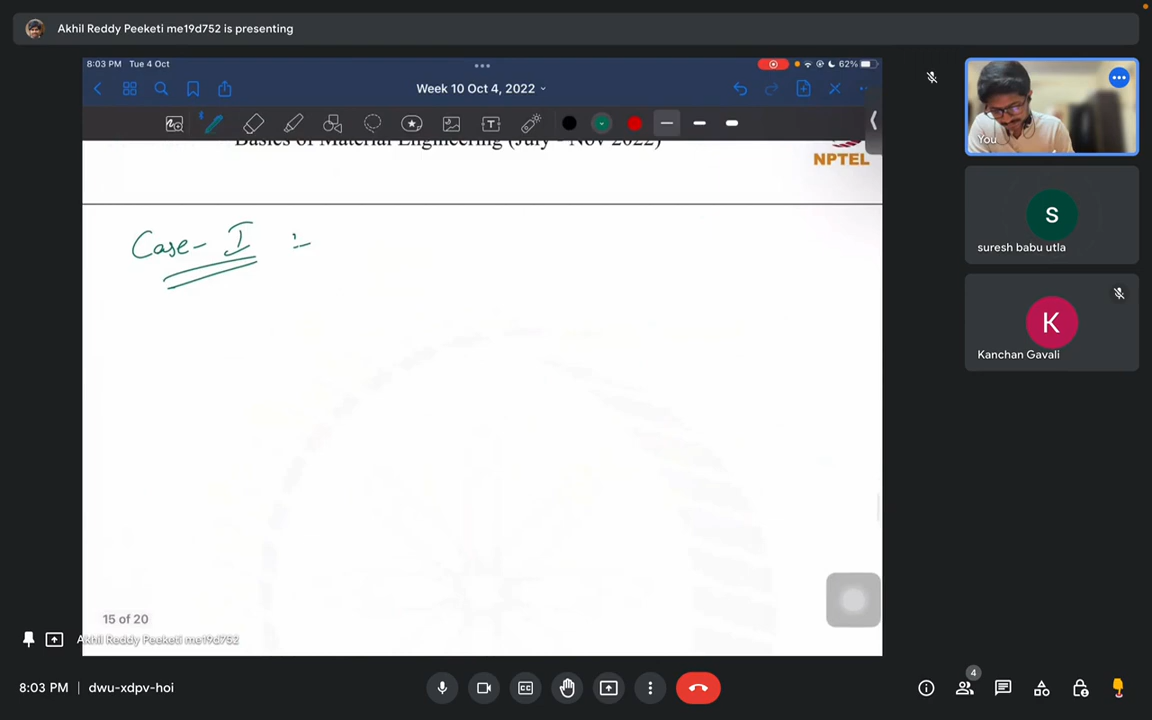 Akhil Reddy Peeketi me19d752 is presenting
8:03 PM Tue 4 Oct
62%
Week 10 Oct 4, 2022
Basics of Material Engineering (July - Nov 2022)
NPTEL
Case- I :-
15 of 20
Akhil Reddy Peeketi me19d752
You
S
suresh babu utla
K
Kanchan Gavali
8:03 PM | dwu-xdpv-hoi
CC
4